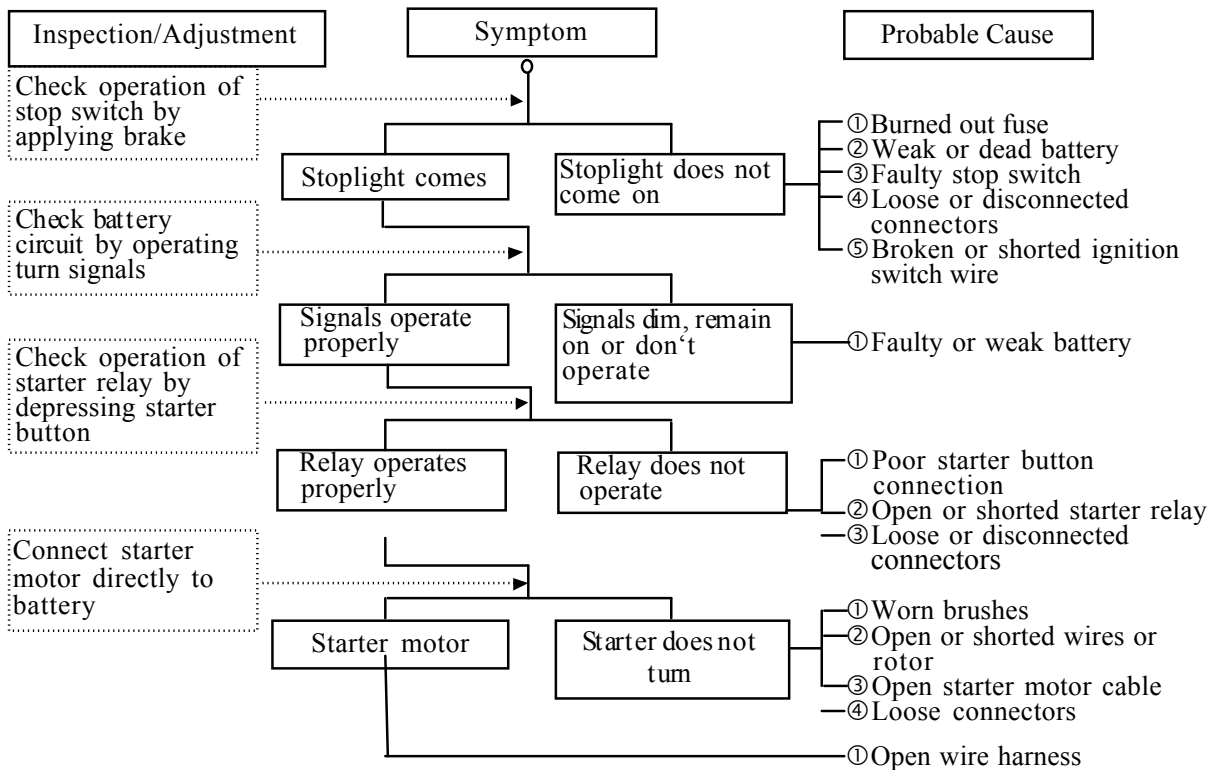 Inspection/Adjustment
Symptom
Probable Cause
Check operation of
stop switch by
applying brake
Stoplight comes
Stoplight does not
come on
①Burned out fuse
②Weak or dead battery
③Faulty stop switch
④Loose or disconnected
connectors
⑤Broken or shorted ignition
switch wire
Check battery
circuit by operating
turn signals
Signals operate
properly
Signals dim, remain
on or don‘t
operate
①Faulty or weak battery
Check operation of
starter relay by
depressing starter
button
Relay operates
properly
Relay does not
operate
①Poor starter button
connection
②Open or shorted starter relay
③Loose or disconnected
connectors
Connect starter
motor directly to
battery
Starter motor
Starter does not
turn
①Worn brushes
②Open or shorted wires or
rotor
③Open starter motor cable
④Loose connectors
①Open wire harness